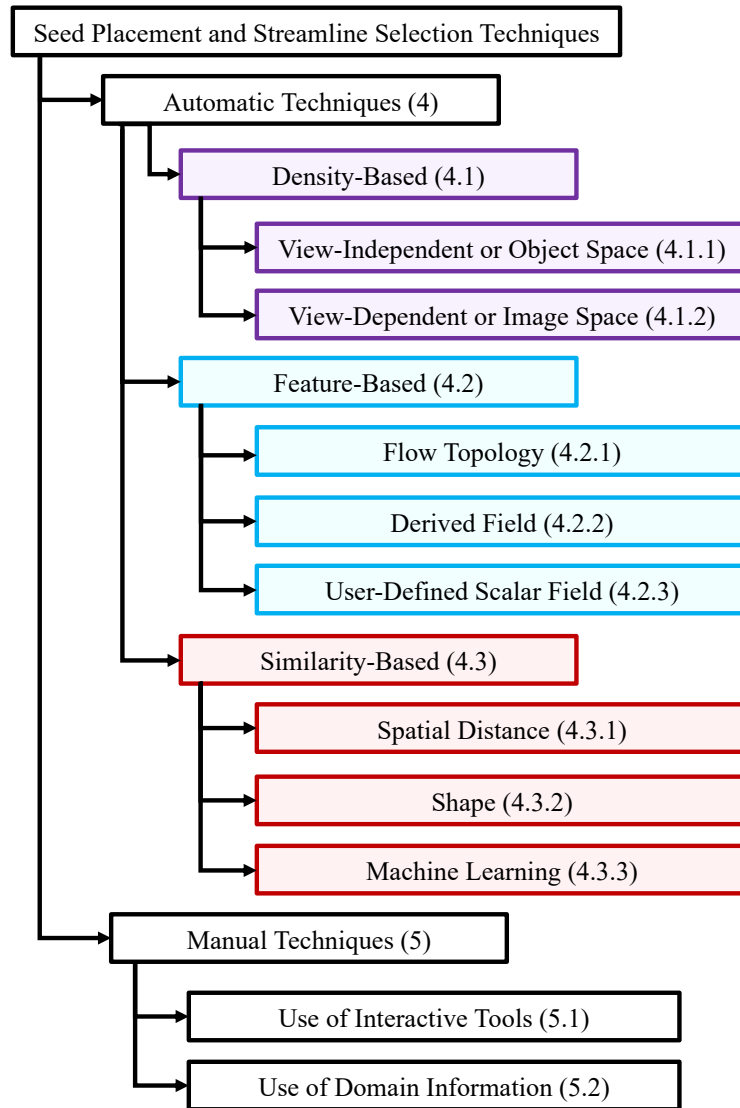 Seed Placement and Streamline Selection Techniques
Automatic Techniques (4)
Density-Based (4.1)
View-Independent or Object Space (4.1.1)
View-Dependent or Image Space (4.1.2)
Feature-Based (4.2)
Flow Topology (4.2.1)
Derived Field (4.2.2)
User-Defined Scalar Field (4.2.3)
Similarity-Based (4.3)
Spatial Distance (4.3.1)
Shape (4.3.2)
Machine Learning (4.3.3)
Manual Techniques (5)
Use of Interactive Tools (5.1)
Use of Domain Information (5.2)